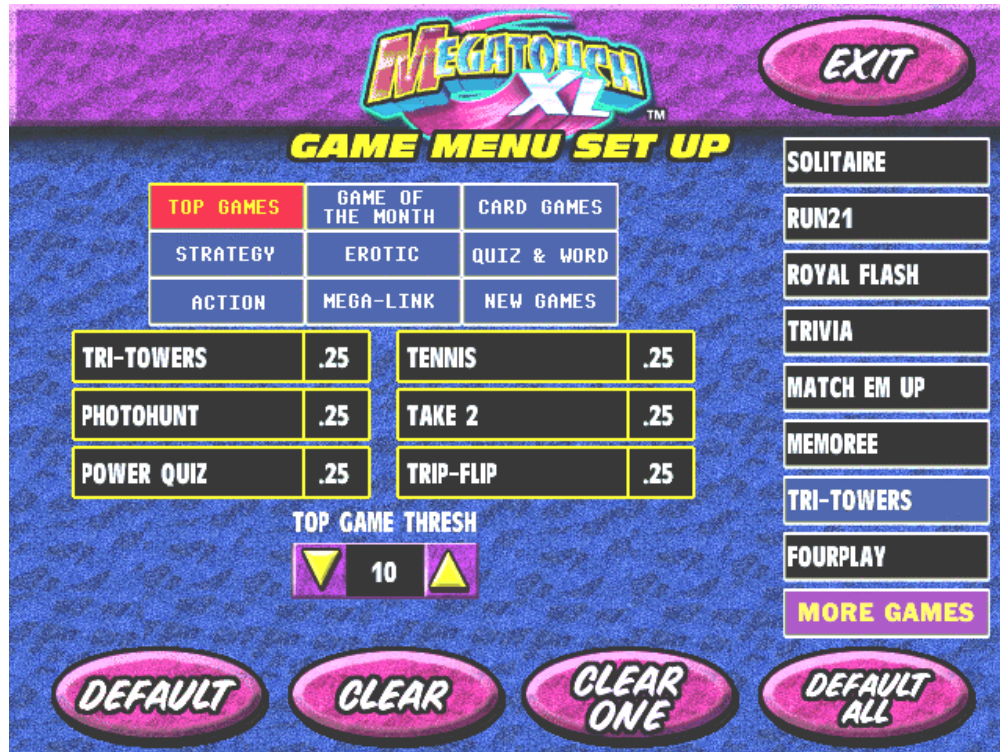 MEGATOUCH
XL
TM
EXIT
GAME MENU SET UP
TOP GAMES
GAME OF
THE MONTH
CARD GAMES
STRATEGY
EROTIC
QUIZ & WORD
ACTION
MEGA-LINK
NEW GAMES
TRI-TOWERS .25
TENNIS .25
PHOTOHUNT .25
TAKE 2 .25
POWER QUIZ .25
TRIP-FLIP .25
TOP GAME THRESH
10
SOLITAIRE
RUN21
ROYAL FLASH
TRIVIA
MATCH EM UP
MEMOREE
TRI-TOWERS
FOURPLAY
MORE GAMES
DEFAULT
CLEAR
CLEAR
ONE
DEFAULT
ALL